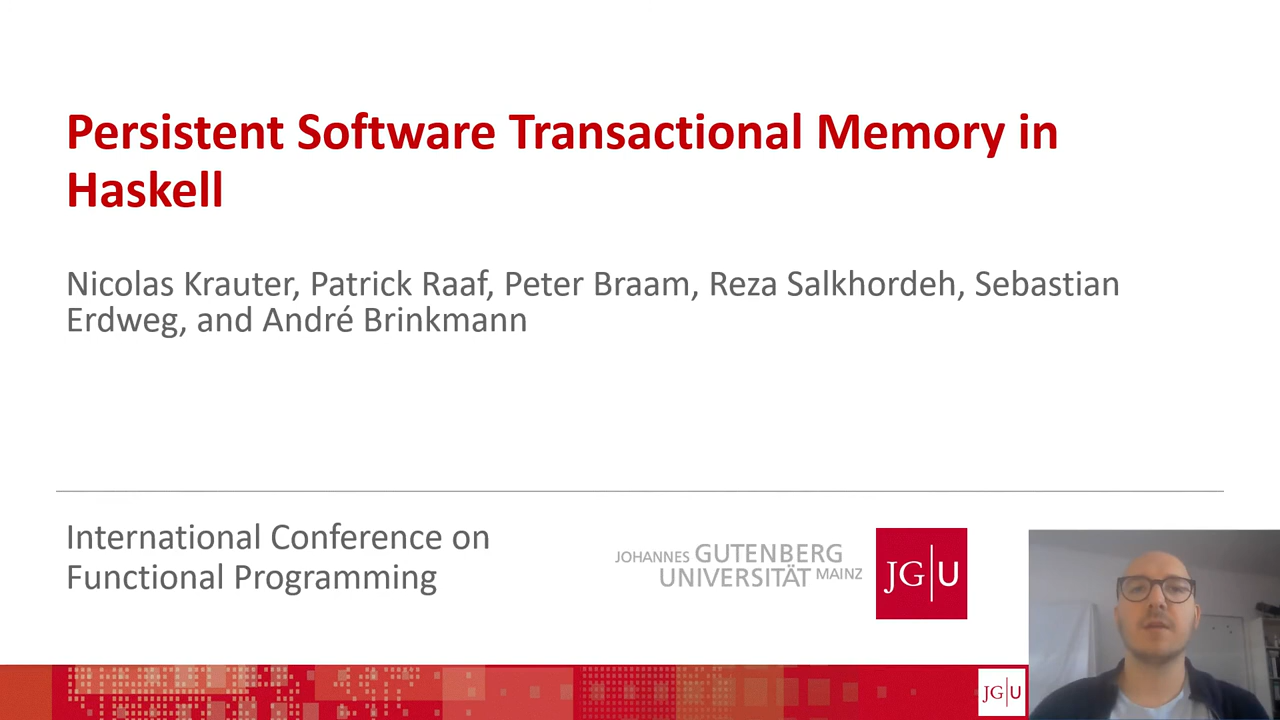 Persistent Software Transactional Memory in
Haskell
Nicolas Krauter, Patrick Raaf, Peter Braam, Reza Salkhordeh, Sebastian
Erdweg, and André Brinkmann
International Conference on
Functional Programming
JOHANNES GUTENBERG
UNIVERSITÄT MAINZ
JG|U
JG|U